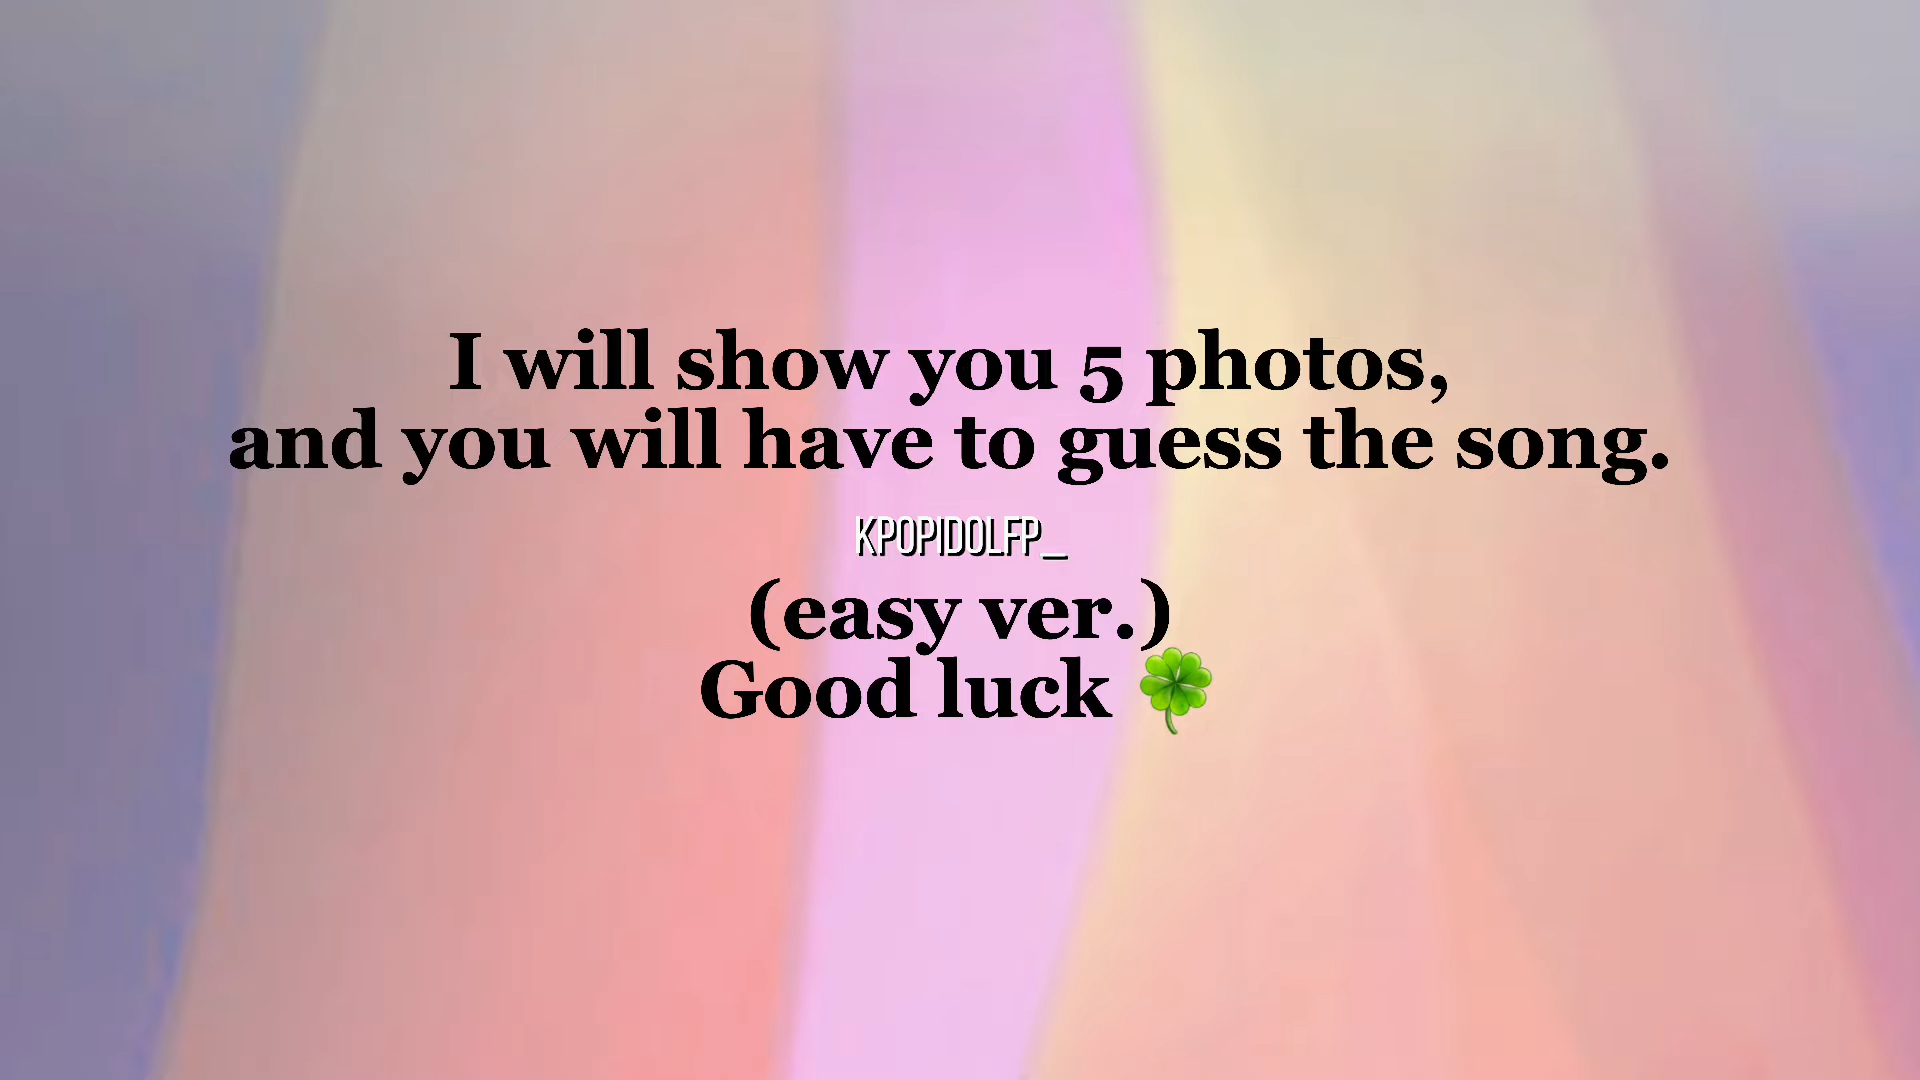 I will show you 5 photos,
and you will have to guess the song.
KPOPIDOLFP_
(easy ver.)
Good luck 🍀